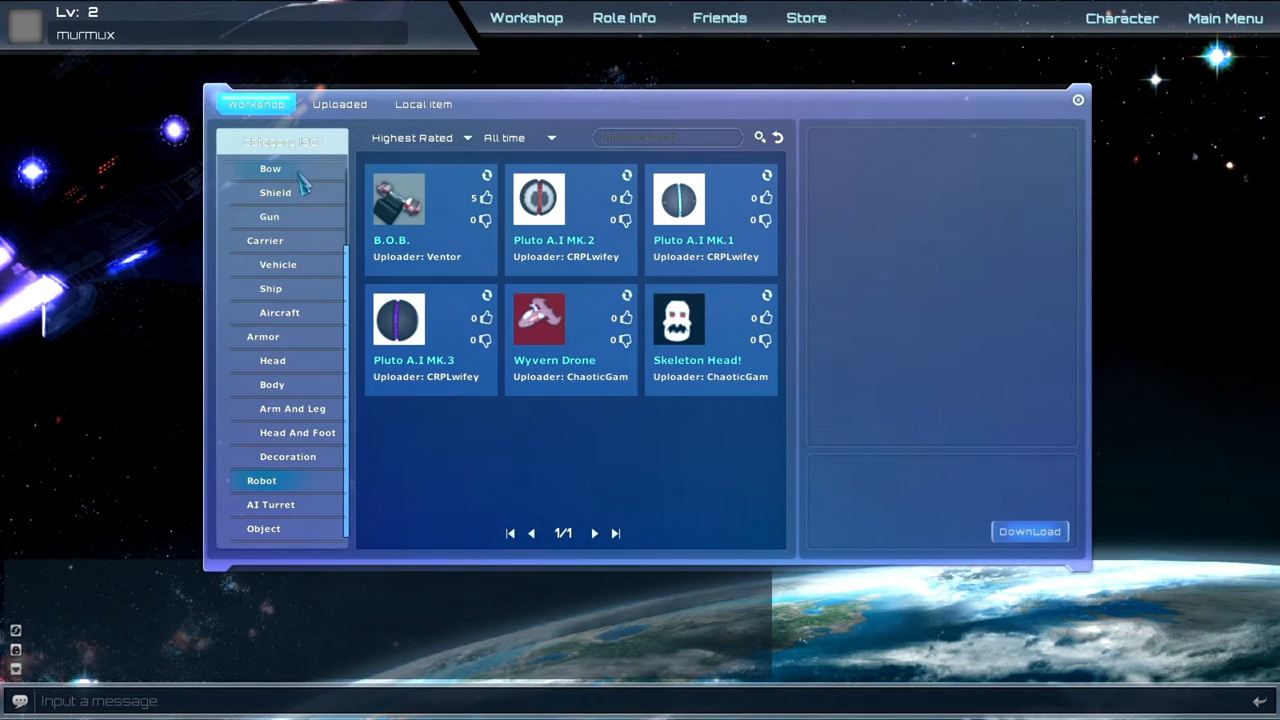 Lv: 2
murmux
Workshop
Role Info
Friends
Store
Character
Main Menu
Workshop
Uploaded
Local Item
Highest Rated
All time
Bow
Shield
Gun
Carrier
Vehicle
Ship
Aircraft
Armor
Head
Body
Arm And Leg
Head And Foot
Decoration
Robot
AI Turret
Object
5
0
B.O.B.
Uploader: Ventor
0
0
Pluto A.I MK.2
Uploader: CRPLwifey
0
0
Pluto A.I MK.1
Uploader: CRPLwifey
0
0
Pluto A.I MK.3
Uploader: CRPLwifey
0
0
Wyvern Drone
Uploader: ChaoticGam
0
0
Skeleton Head!
Uploader: ChaoticGam
1/1
DownLoad
Input a message